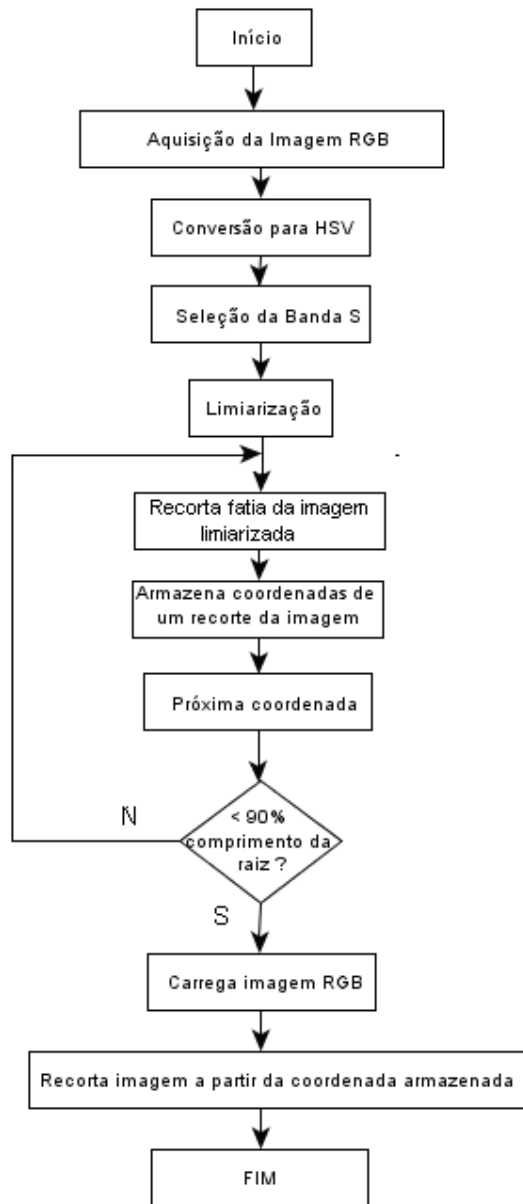 Início
Aquisição da Imagem RGB
Conversão para HSV
Seleção da Banda S
Limiarização
Recorta fatia da imagem
limiarizada
Armazena coordenadas de
um recorte da imagem
Próxima coordenada
< 90%
comprimento da
raiz ?
N
S
Carrega imagem RGB
Recorta imagem a partir da coordenada armazenada
FIM